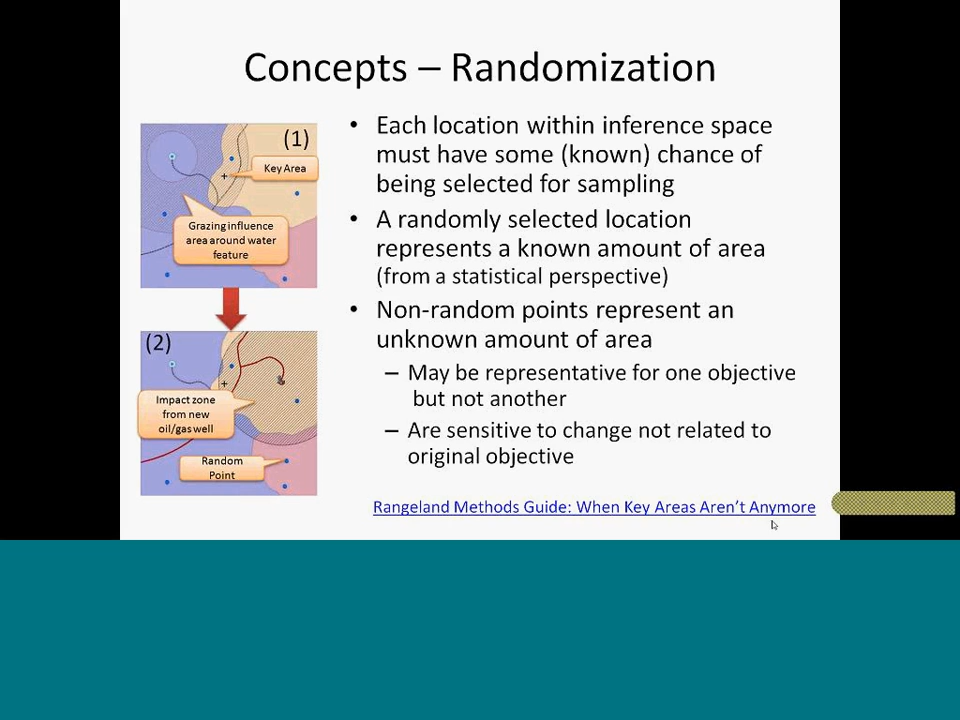 Concepts – Randomization
(1)
Key Area
Grazing influence
area around water
feature
(2)
Impact zone
from new
oil/gas well
Random
Point
• Each location within inference space
must have some (known) chance of
being selected for sampling
• A randomly selected location
represents a known amount of area
(from a statistical perspective)
• Non-random points represent an
unknown amount of area
– May be representative for one objective
but not another
– Are sensitive to change not related to
original objective
Rangeland Methods Guide: When Key Areas Aren't Anymore